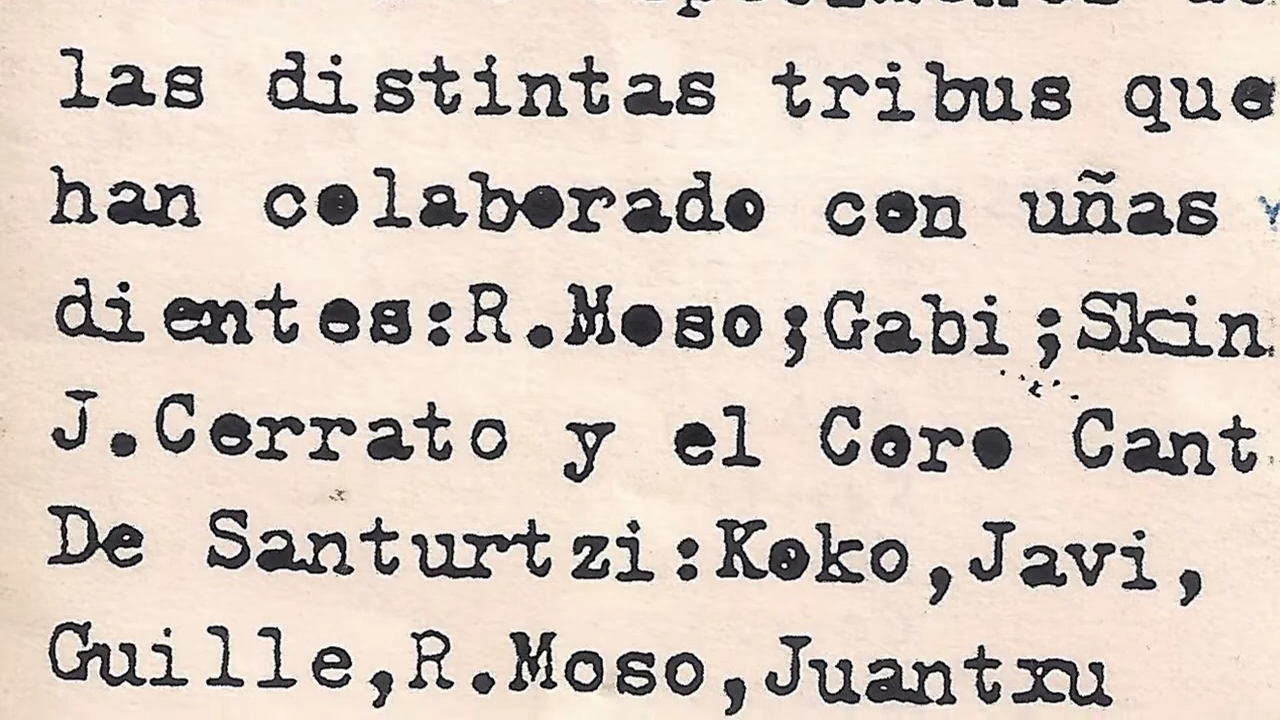 las distintas tribus que
han colaborado con uñas y
dientes:R.Moso;Gabi;Skin
J.Cerrato y el Coro Cant
De Santurtzi:Koko,Javi,
Guille,R.Moso,Juantxu